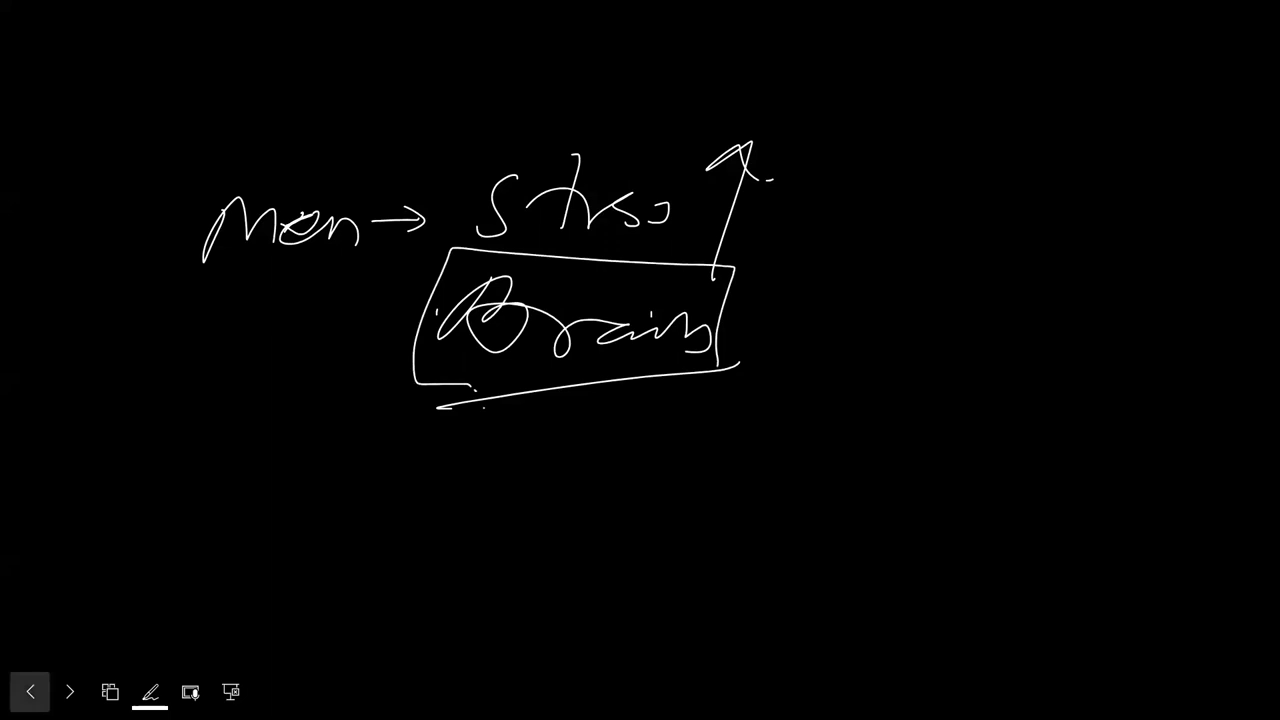 Men → Stress ↑
Brain